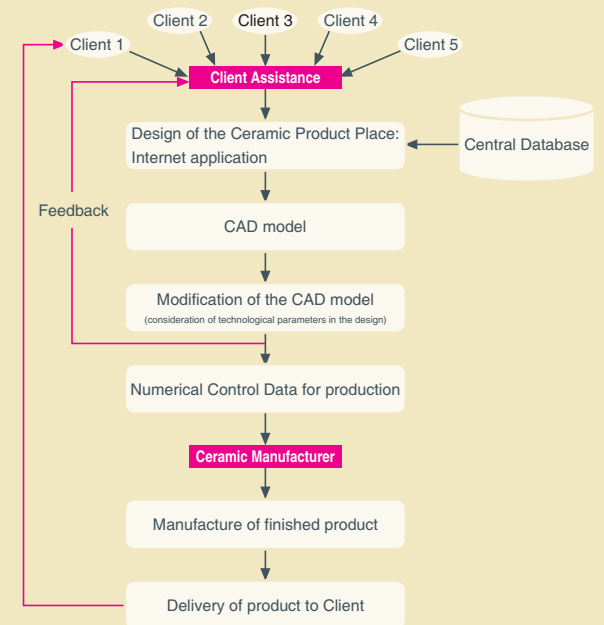 Client 1
Client 2
Client 3
Client 4
Client 5
Client Assistance
Design of the Ceramic Product Place:
Internet application
Central Database
Feedback
CAD model
Modification of the CAD model
(consideration of technological parameters in the design)
Numerical Control Data for production
Ceramic Manufacturer
Manufacture of finished product
Delivery of product to Client